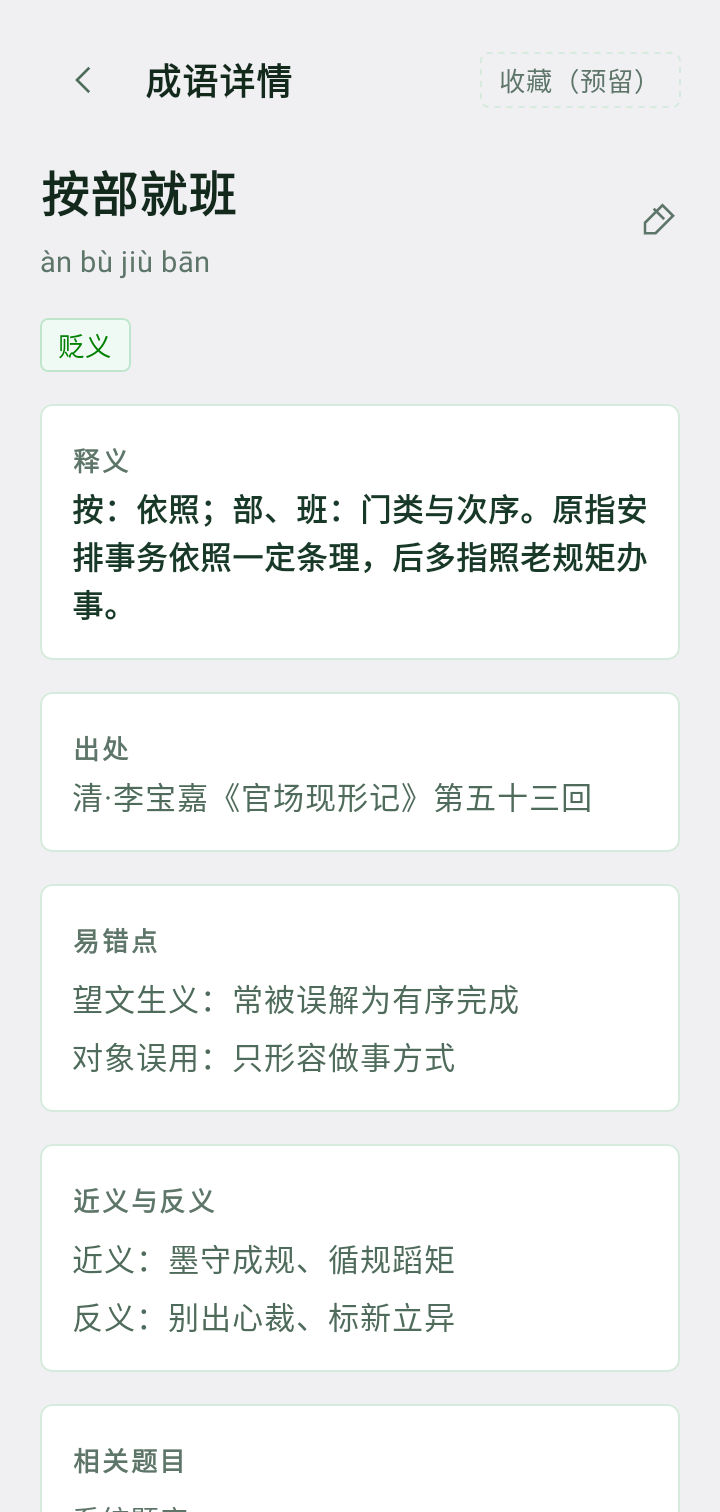 成语详情
收藏（预留）
按部就班
àn bù jiù bān
贬义
释义
按：依照；部、班：门类与次序。原指安
排事务依照一定条理，后多指照老规矩办
事。
出处
清·李宝嘉《官场现形记》第五十三回
易错点
望文生义：常被误解为有序完成
对象误用：只形容做事方式
近义与反义
近义：墨守成规、循规蹈矩
反义：别出心裁、标新立异
相关题目